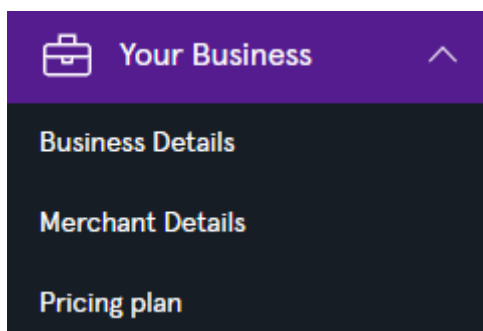 Your Business
Business Details
Merchant Details
Pricing plan